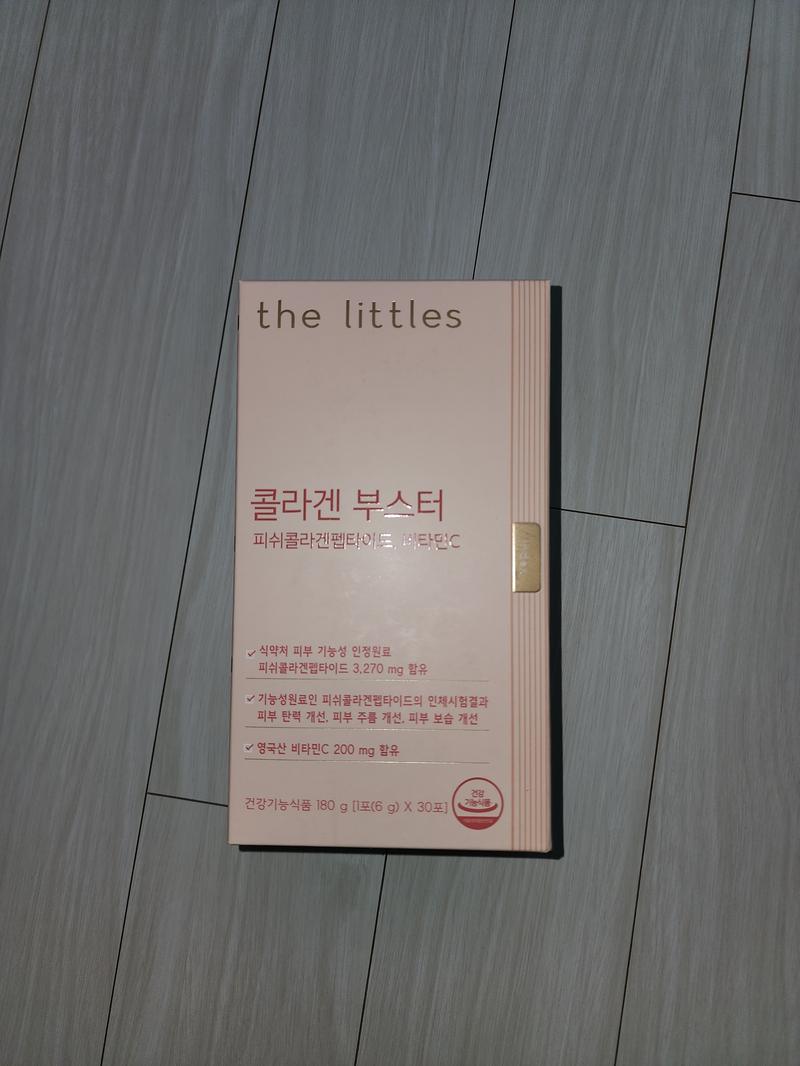 the littles
콜라겐 부스터
피쉬콜라겐펩타이드, 비타민C
식약처 피부 기능성 인정원료
피쉬콜라겐펩타이드 3,270 mg 함유
기능성원료인 피쉬콜라겐펩타이드의 인체시험결과
피부 탄력 개선, 피부 주름 개선, 피부 보습 개선
영국산 비타민C 200 mg 함유
건강기능식품 180 g [1포(6 g) X 30포]
건강
기능식품